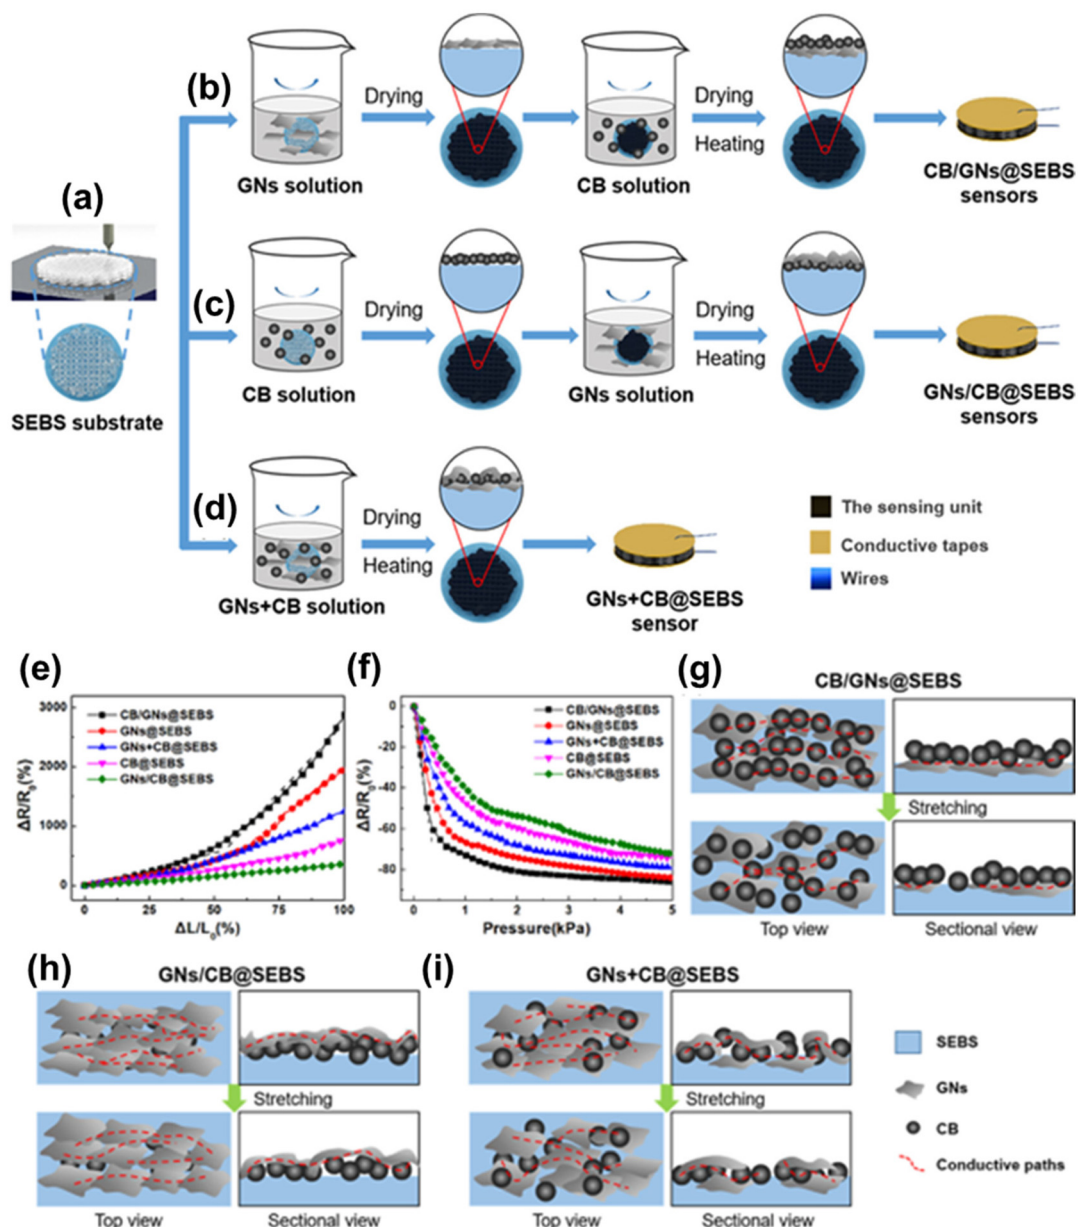 (a)
SEBS substrate
(b)
GNs solution
Drying
CB solution
Drying
Heating
CB/GNs@SEBS
sensors
(c)
CB solution
Drying
GNs solution
Drying
Heating
GNs/CB@SEBS
sensors
(d)
GNs+CB solution
Drying
Heating
GNs+CB@SEBS
sensor
The sensing unit
Conductive tapes
Wires
(e)
3000
2000
1000
0
ΔR/R₀(%)
CB/GNs@SEBS
GNs@SEBS
GNs+CB@SEBS
CB@SEBS
GNs/CB@SEBS
0 25 50 75 100
ΔL/L₀(%)
(f)
0
-20
-40
-60
-80
ΔR/R₀(%)
CB/GNs@SEBS
GNs@SEBS
GNs+CB@SEBS
CB@SEBS
GNs/CB@SEBS
0 1 2 3 4 5
Pressure(kPa)
(g)
CB/GNs@SEBS
Stretching
Top view
Sectional view
(h)
GNs/CB@SEBS
Stretching
Top view
Sectional view
(i)
GNs+CB@SEBS
Stretching
Top view
Sectional view
SEBS
GNs
CB
Conductive paths